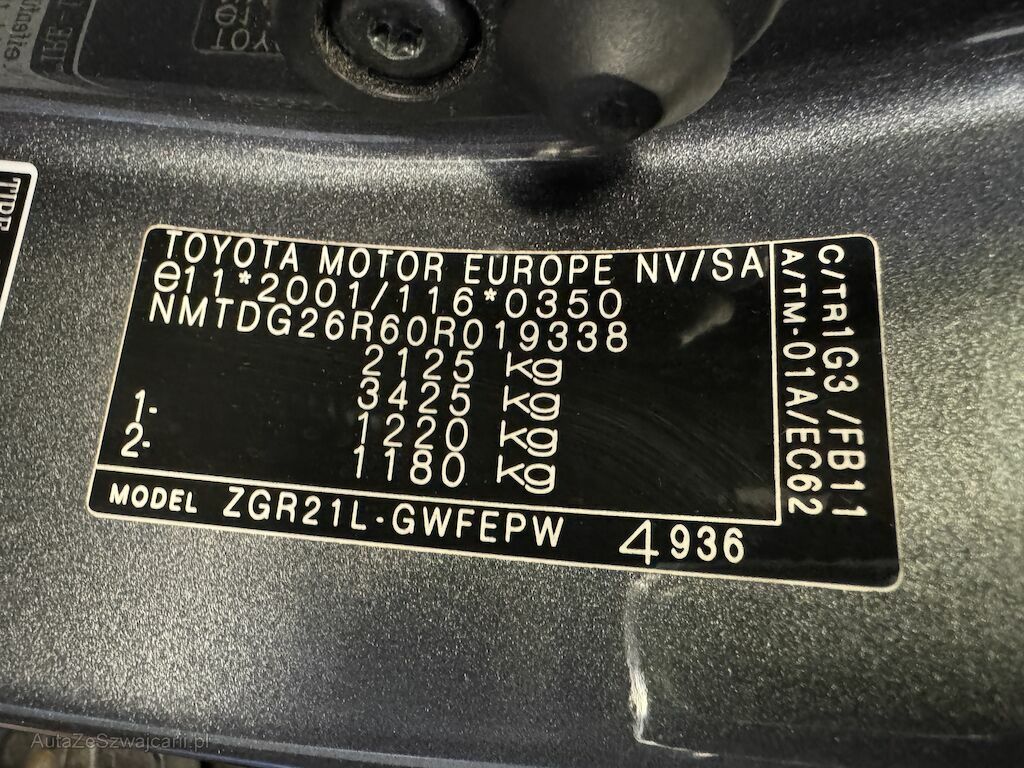 TOYOTA MOTOR EUROPE NV/SA
e11*2001/116*0350
NMTDG26R60R019338
2125 kg
3425 kg
1- 1220 kg
2- 1180 kg
MODEL ZGR21L-GWFEPW 4936
C/TR1G3 /FB11
A/TM-01A/EC62
TIRE
AutaZeSzwajcarii.pl